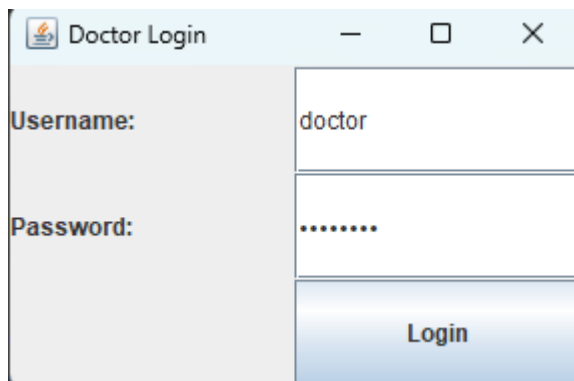 Doctor Login
Username:
doctor
Password:
••••••••
Login